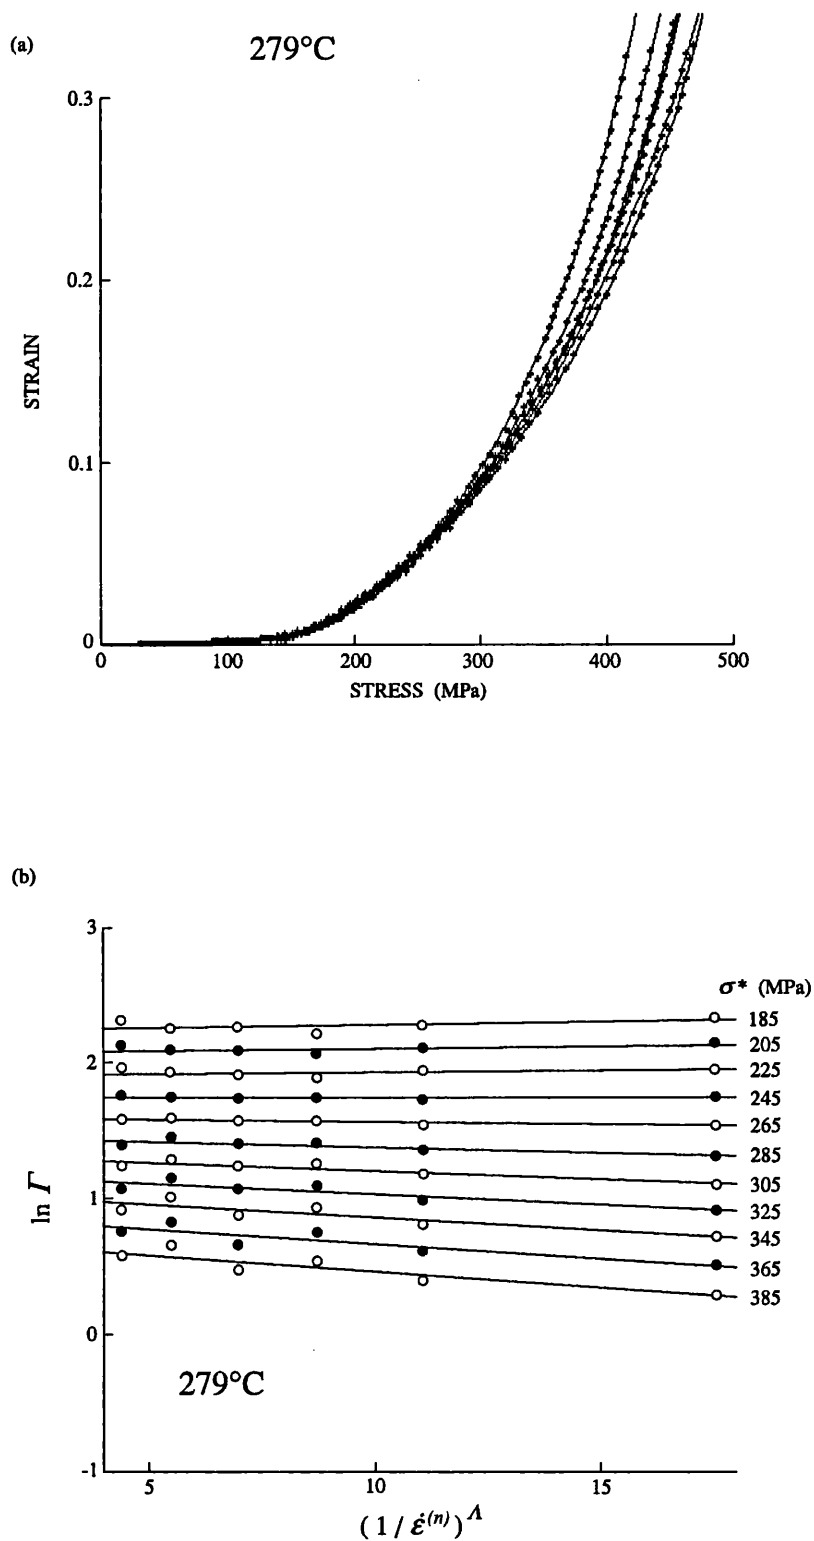 (a)
279°C
0.3
0.2
0.1
0
STRAIN
0 100 200 300 400 500
STRESS (MPa)
(b)
3
2
1
0
-1
ln Γ
σ* (MPa)
185
205
225
245
265
285
305
325
345
365
385
279°C
5 10 15
(1/ε̇⁽ⁿ⁾)^Λ